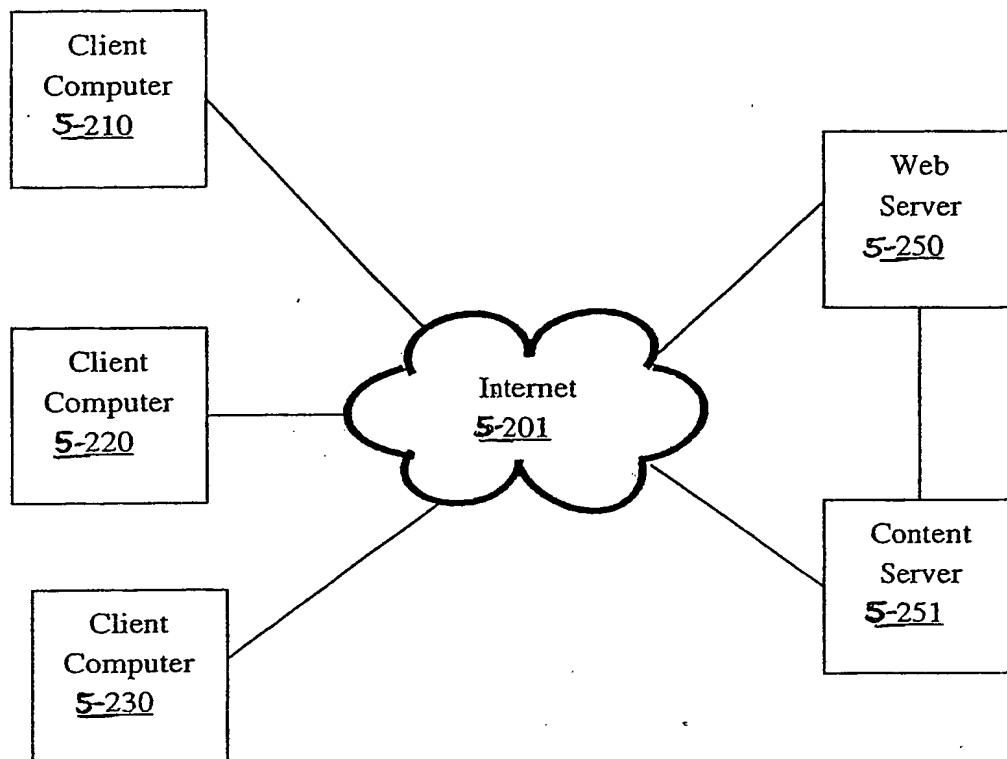 Client
Computer
5-210
Web
Server
5-250
Client
Computer
5-220
Internet
5-201
Content
Server
5-251
Client
Computer
5-230